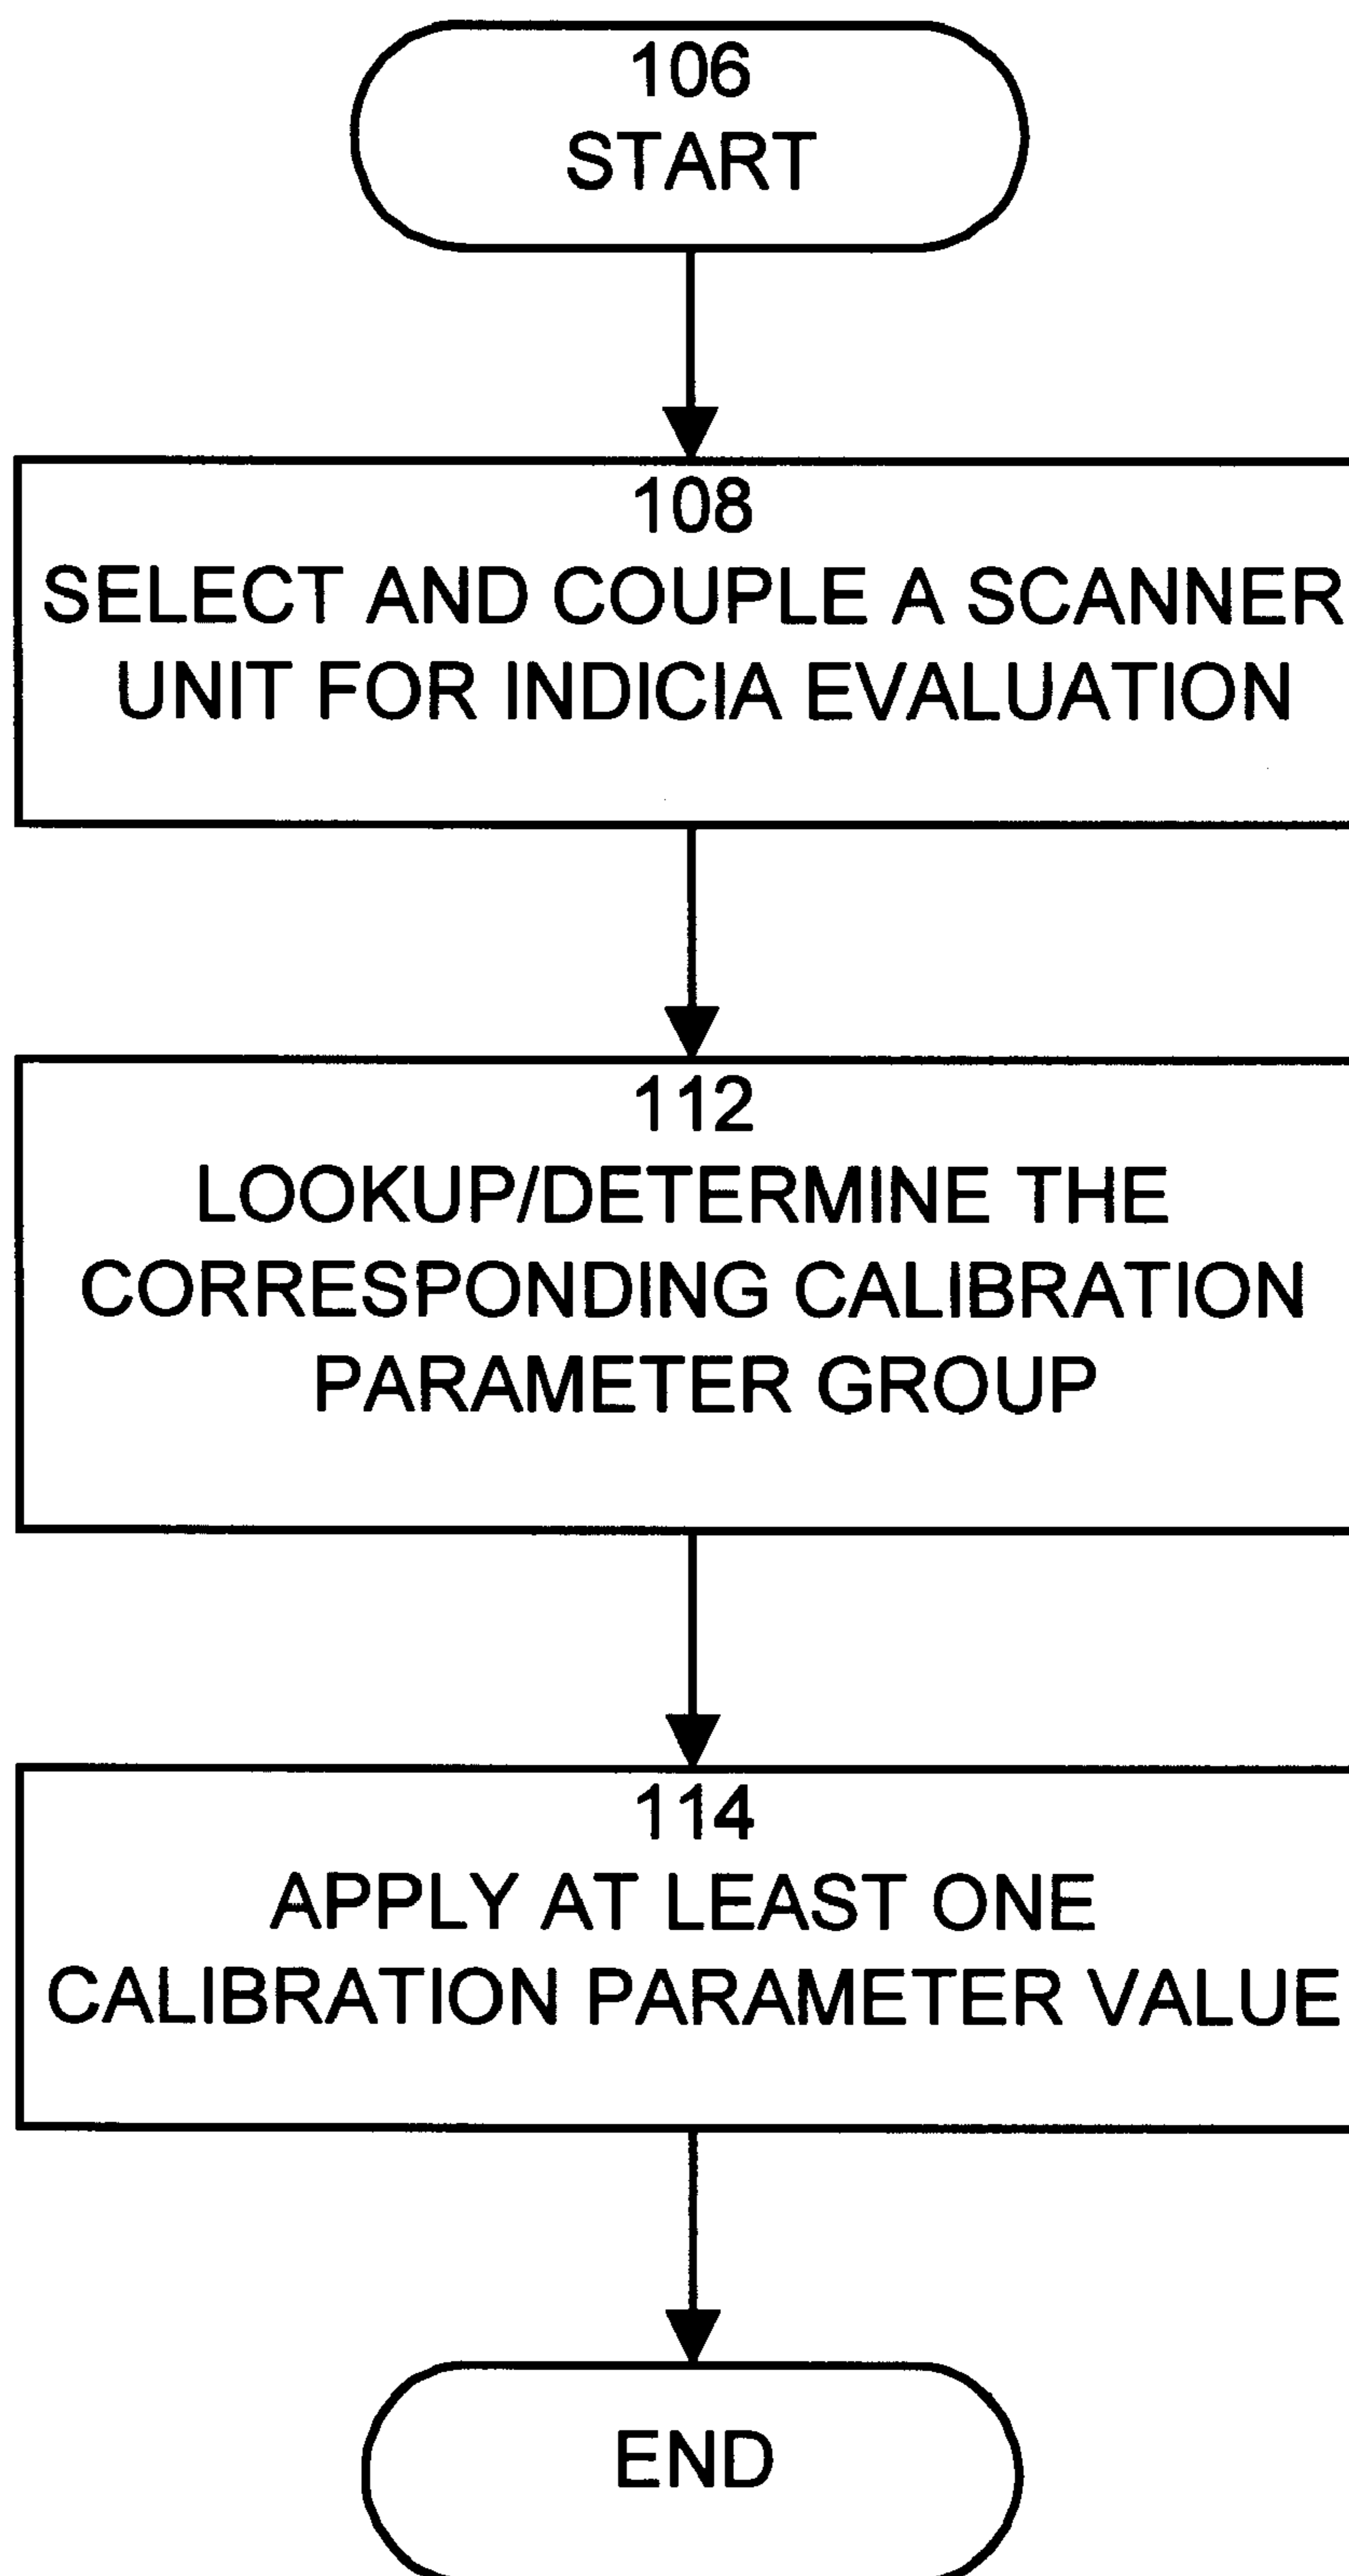 106
START
108
SELECT AND COUPLE A SCANNER
UNIT FOR INDICIA EVALUATION
112
LOOKUP/DETERMINE THE
CORRESPONDING CALIBRATION
PARAMETER GROUP
114
APPLY AT LEAST ONE
CALIBRATION PARAMETER VALUE
END